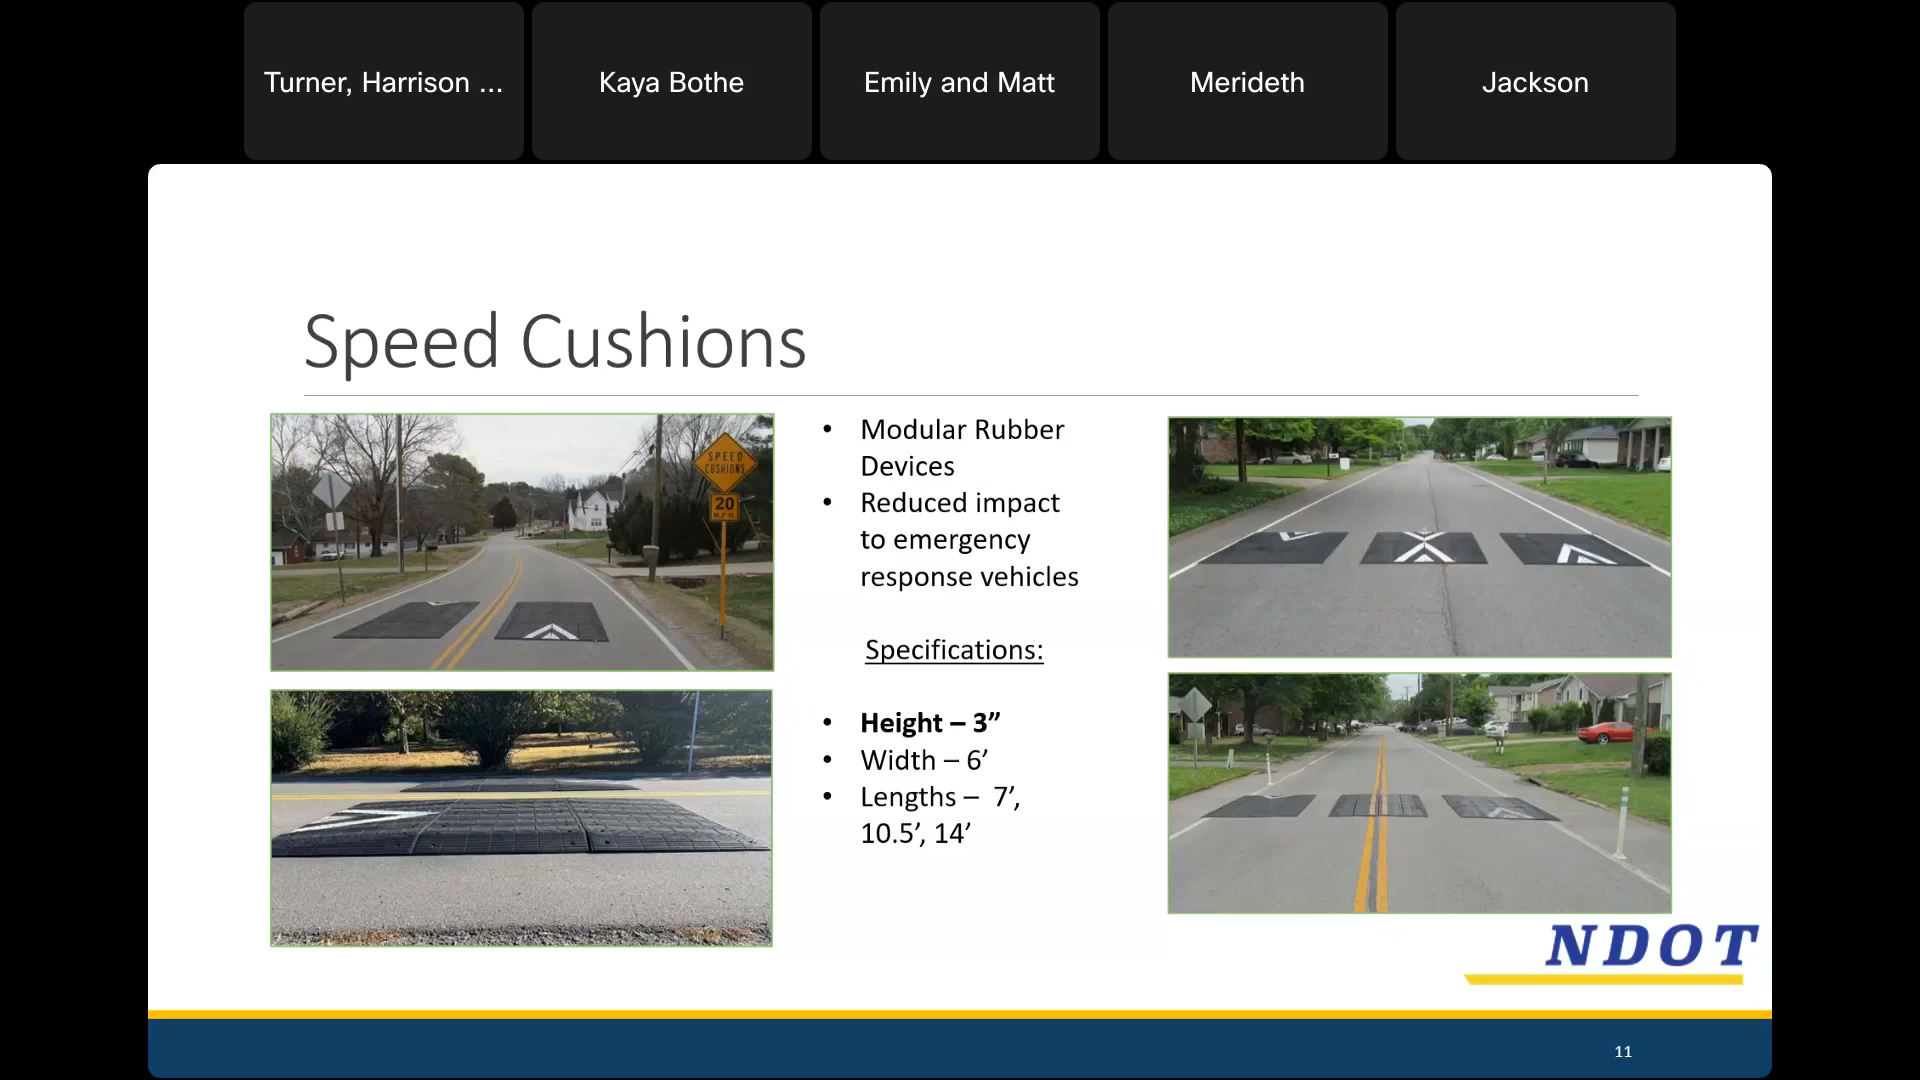 Turner, Harrison ...
Kaya Bothe
Emily and Matt
Merideth
Jackson
Speed Cushions
SPEED
CUSHIONS
20
M.P.H.
• Modular Rubber
Devices
• Reduced impact
to emergency
response vehicles
Specifications:
• Height – 3”
• Width – 6’
• Lengths – 7’,
10.5’, 14’
NDOT
11